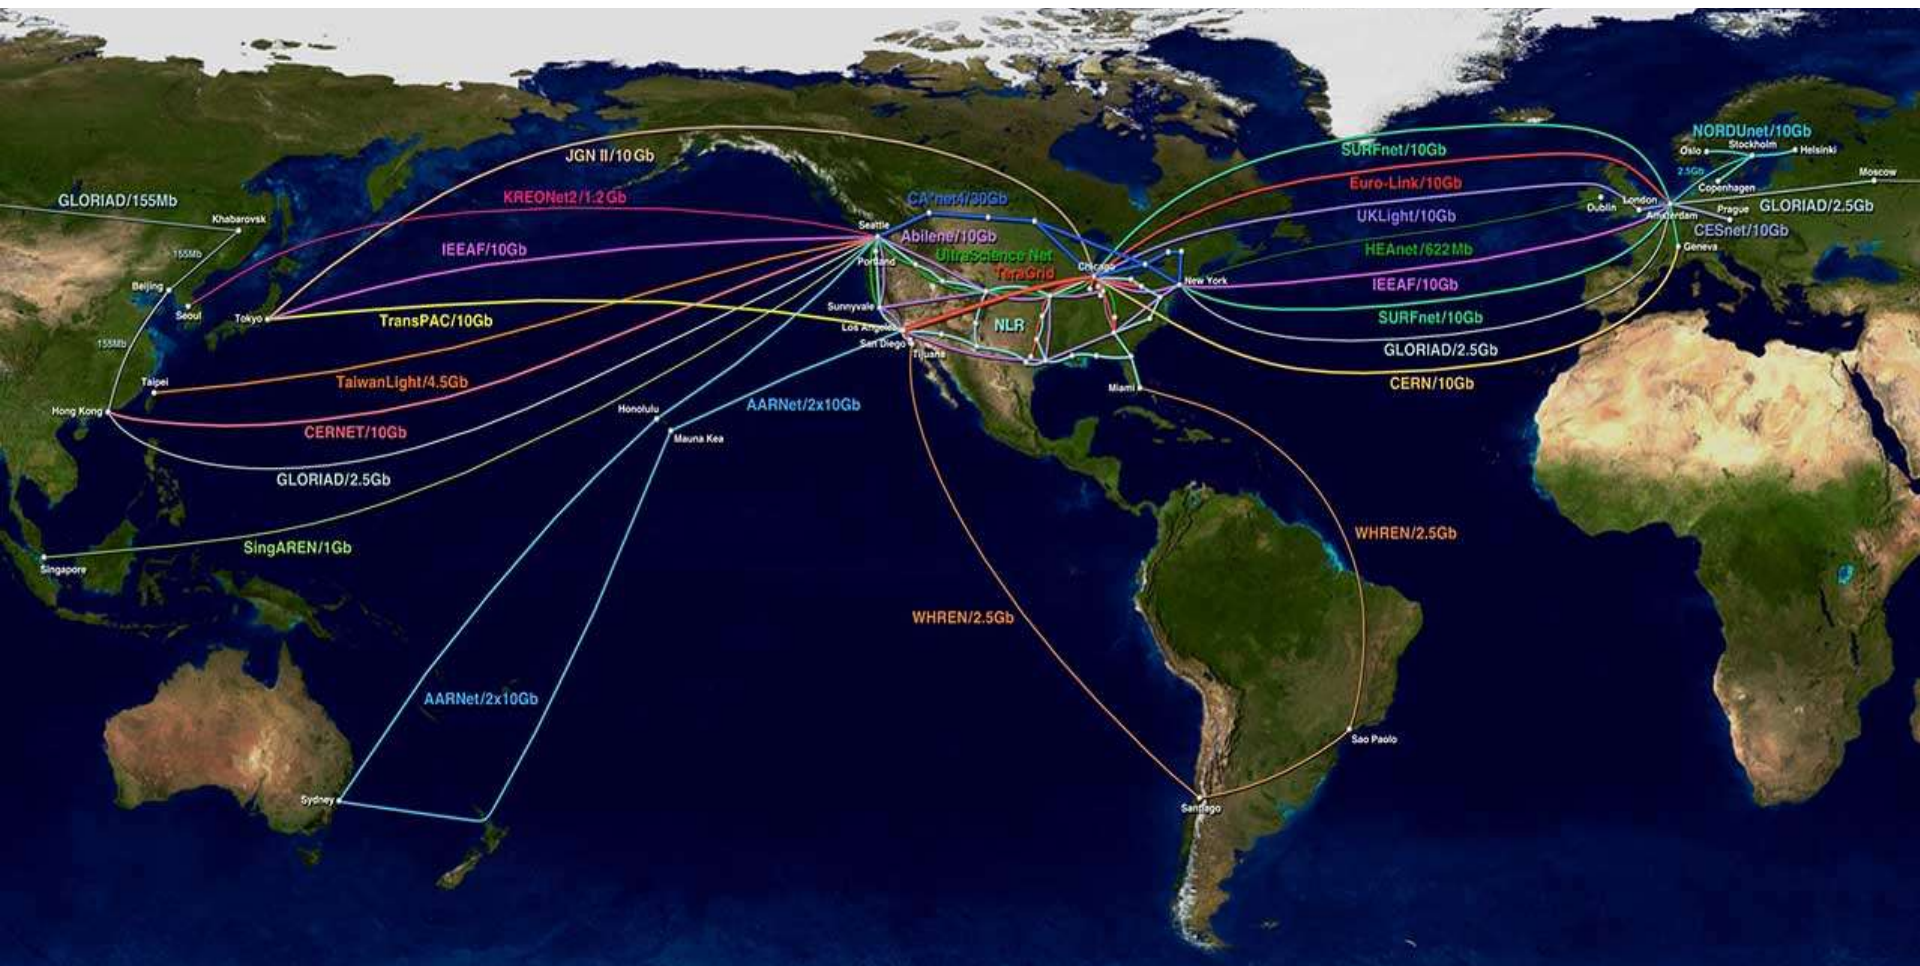 NORDUnet/10Gb
Stockholm
Oslo
Helsinki
SURFnet/10Gb
JGN II/10Gb
2.5Gb
Moscow
Euro-Link/10Gb
Copenhagen
KREONet2/1.2Gb
CA*net4/30Gb
GLORIAD/155Mb
London
Dublin
Prague
GLORIAD/2.5Gb
Amsterdam
UKLight/10Gb
Khabarovsk
Seattle
Abilene/10Gb
CESnet/10Gb
IEEAF/10Gb
HEAnet/622Mb
Geneva
155Mb
UltraScience Net
Portland
Chicago
TeraGrid
New York
IEEAF/10Gb
Beijing
Seoul
Sunnyvale
Tokyo
TransPAC/10Gb
SURFnet/10Gb
Los Angeles
NLR
155Mb
San Diego
Tijuana
GLORIAD/2.5Gb
Taipei
TaiwanLight/4.5Gb
CERN/10Gb
Miami
Hong Kong
Honolulu
AARNet/2x10Gb
CERNET/10Gb
Mauna Kea
GLORIAD/2.5Gb
WHREN/2.5Gb
SingAREN/1Gb
Singapore
WHREN/2.5Gb
AARNet/2x10Gb
Sao Paolo
Sydney
Santiago